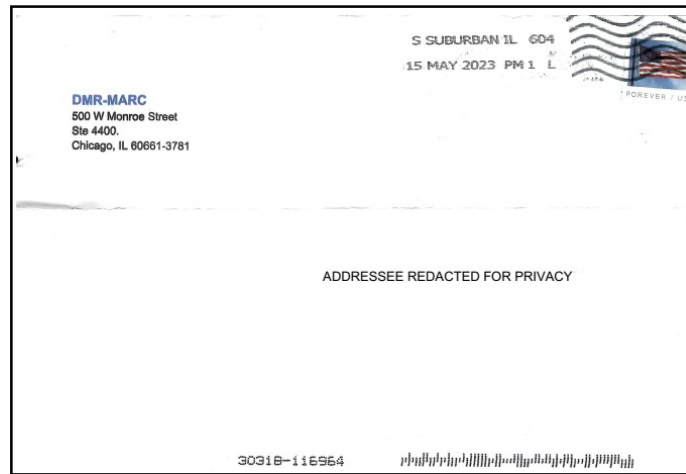 S SUBURBAN IL 604
15 MAY 2023 PM 1 L
FOREVER / US
DMR-MARC
500 W Monroe Street
Ste 4400.
Chicago, IL 60661-3781
ADDRESSEE REDACTED FOR PRIVACY
30318-116964